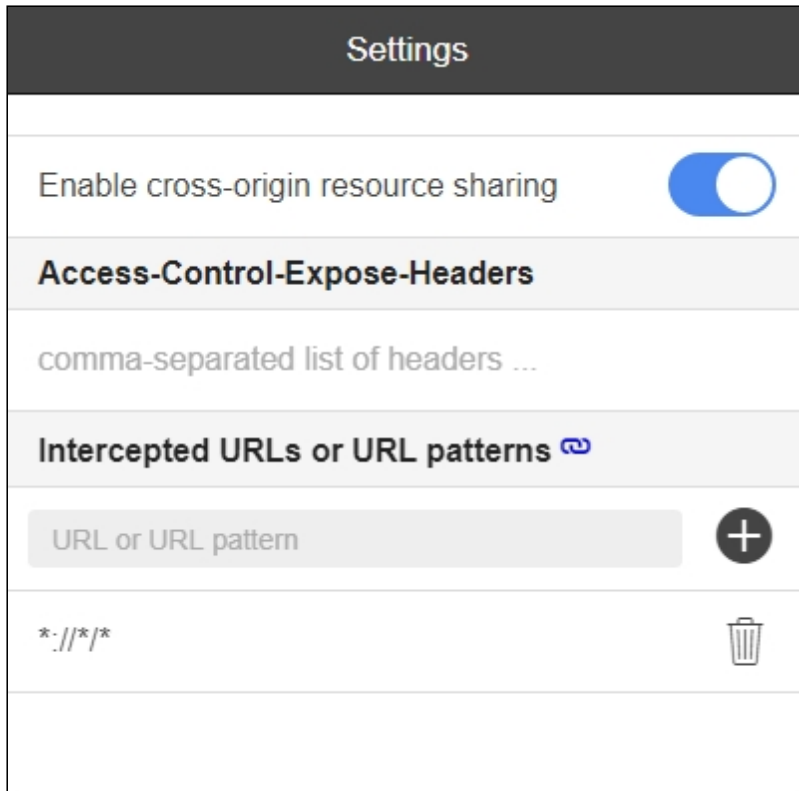 Settings
Enable cross-origin resource sharing
Access-Control-Expose-Headers
comma-separated list of headers ...
Intercepted URLs or URL patterns
URL or URL pattern
*://*/*